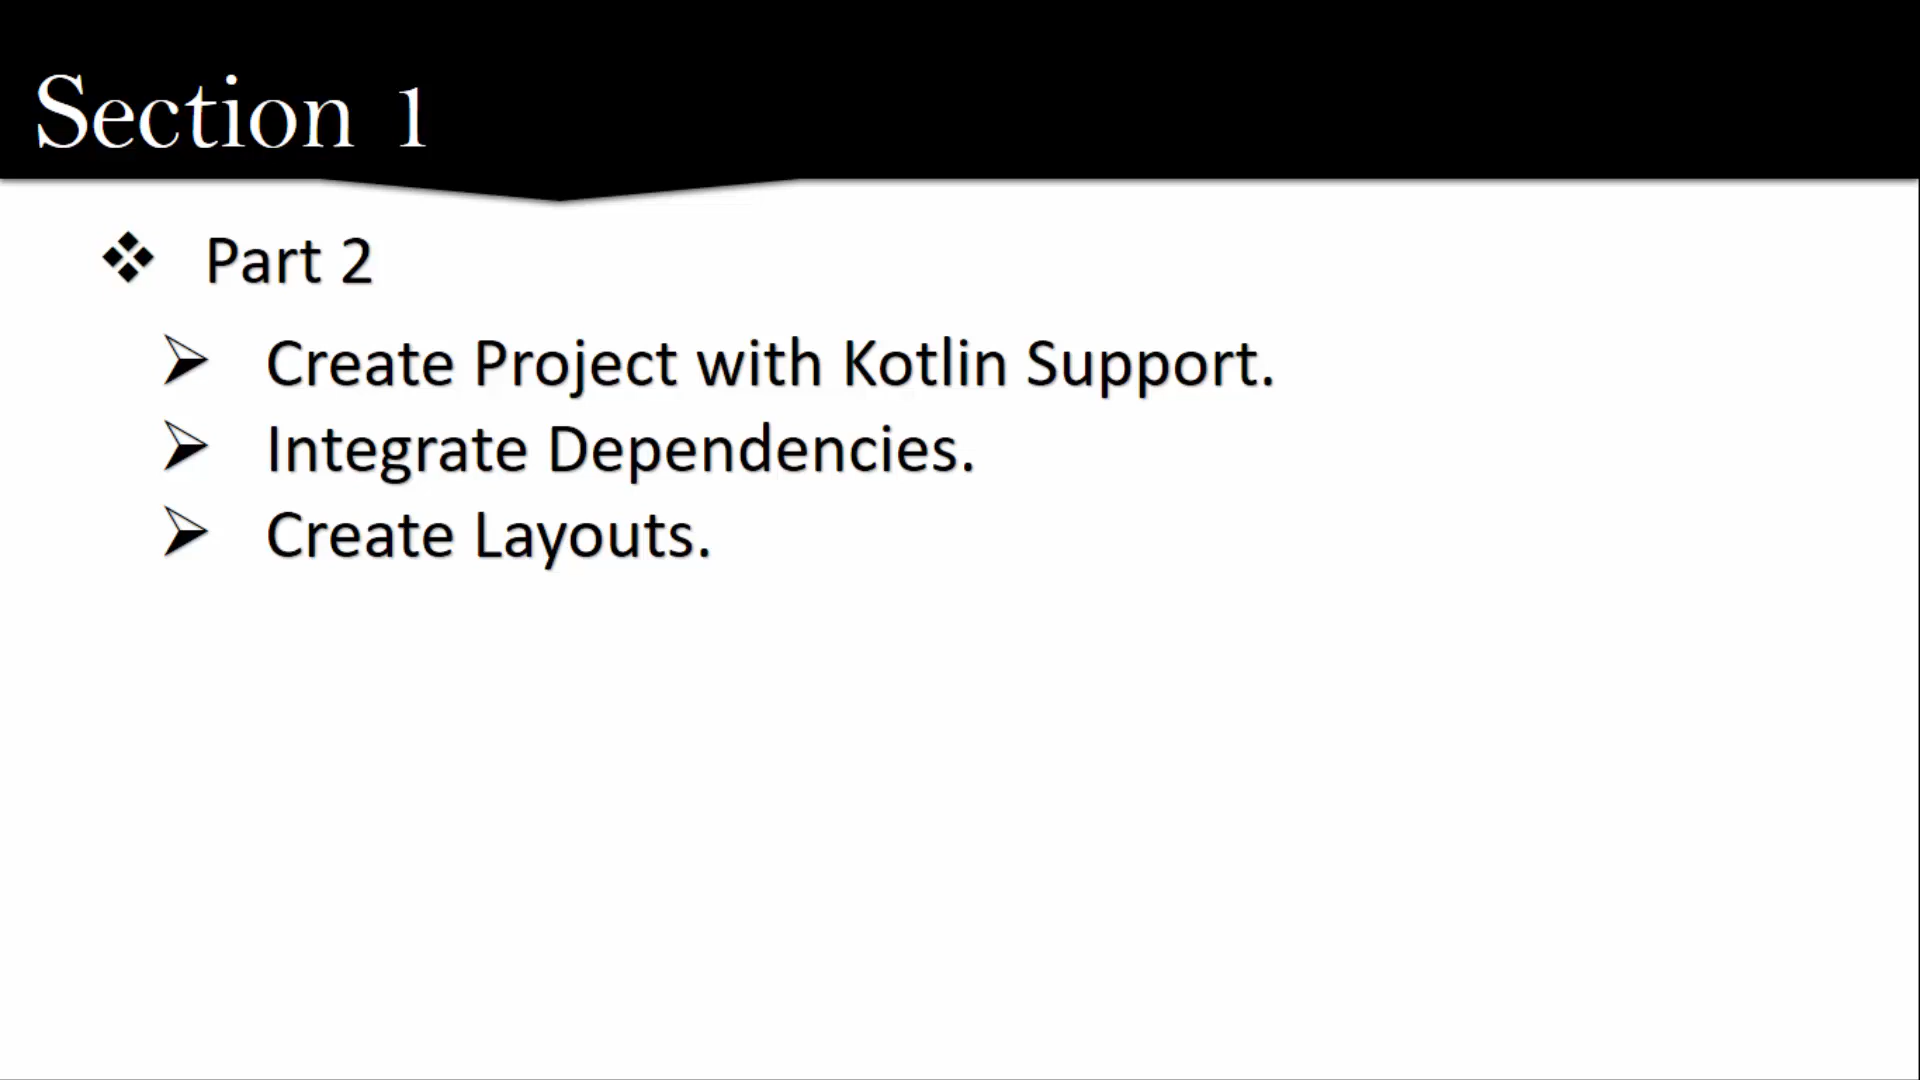 Section 1
Part 2
Create Project with Kotlin Support.
Integrate Dependencies.
Create Layouts.